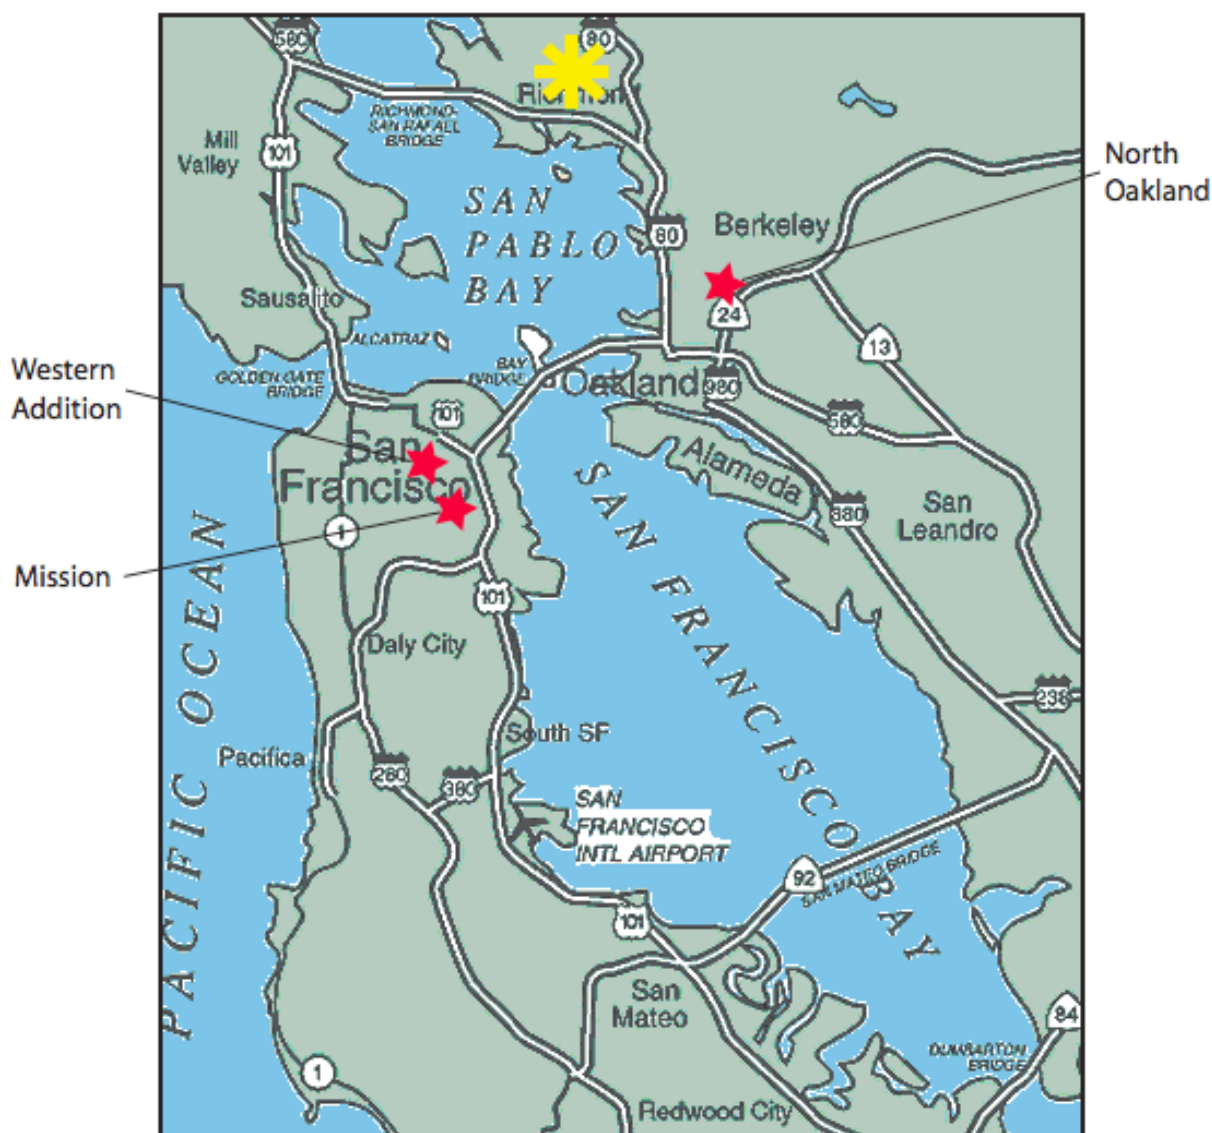 580
80
Richmond
RICHMOND-
SAN RAFAEL
BRIDGE
Mill
Valley
101
North
Oakland
SAN
PABLO
BAY
80
Berkeley
Sausalito
24
13
ALCATRAZ
Western
Addition
GOLDEN GATE
BRIDGE
BAY
BRIDGE
Oakland
980
101
580
San
Francisco
Alameda
San
Leandro
880
1
Mission
101
SAN FRANCISCO BAY
PACIFIC OCEAN
Daly City
238
South SF
Pacifica
280
380
SAN
FRANCISCO
INTL AIRPORT
92
SAN MATEO BRIDGE
101
San
Mateo
84
DUMBARTON
BRIDGE
1
Redwood City